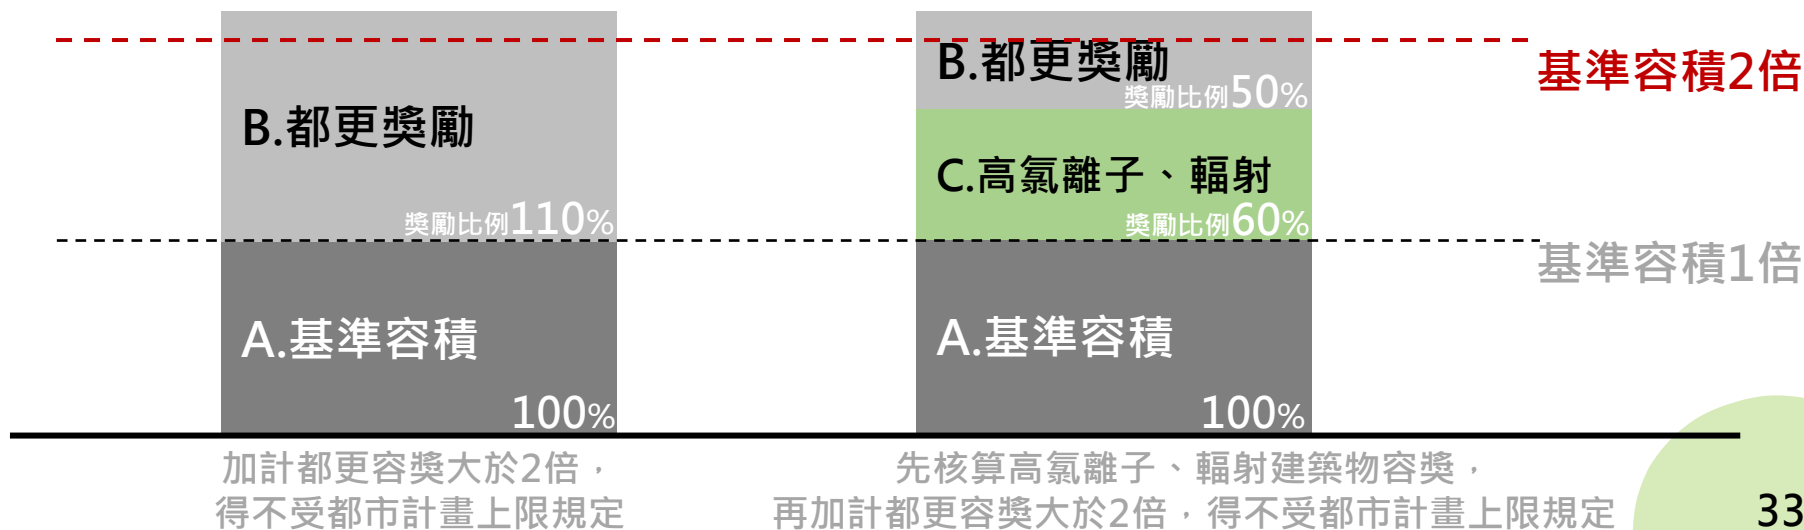 B.都更獎勵
獎勵比例110%
A.基準容積
100%
加計都更容獎大於2倍，
得不受都市計畫上限規定
B.都更獎勵
獎勵比例50%
C.高氯離子、輻射
獎勵比例60%
A.基準容積
100%
先核算高氯離子、輻射建築物容獎，
再加計都更容獎大於2倍，得不受都市計畫上限規定
基準容積2倍
基準容積1倍
33